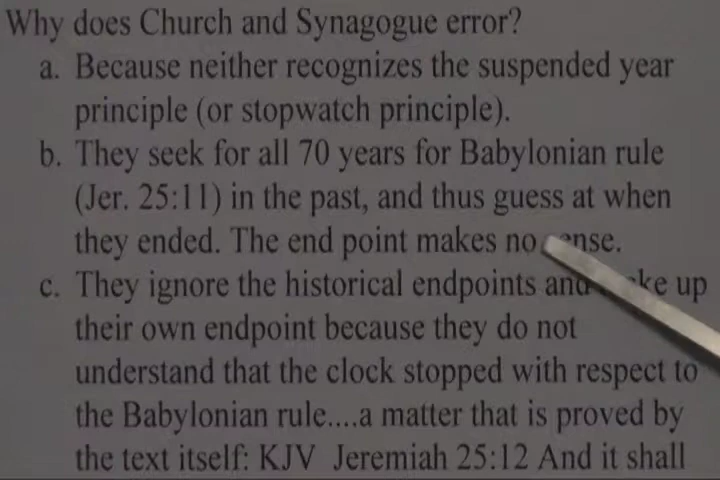 Why does Church and Synagogue error?
a. Because neither recognizes the suspended year
principle (or stopwatch principle).
b. They seek for all 70 years for Babylonian rule
(Jer. 25:11) in the past, and thus guess at when
they ended. The end point makes no
c. They ignore the historical endpoints and up
their own endpoint because they do not
understand that the clock stopped with respect to
the Babylonian rule....a matter that is proved by
the text itself: KJV Jeremiah 25:12 And it shall